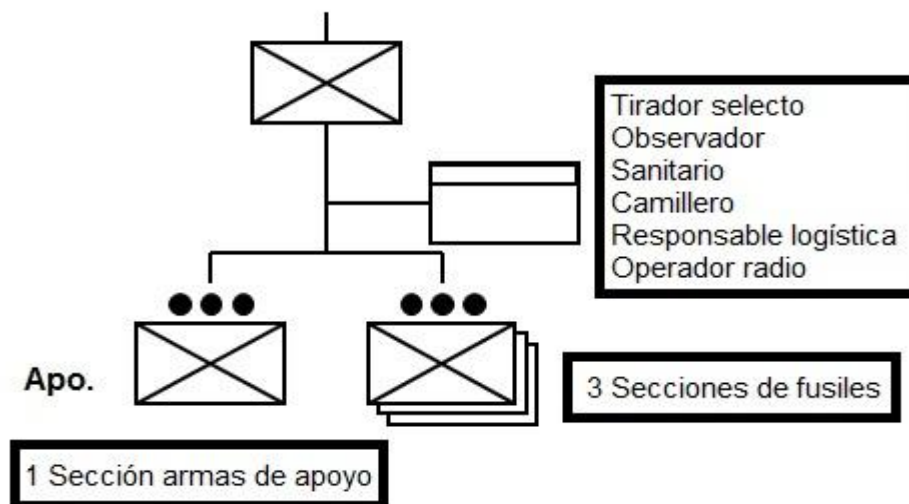 Tirador selecto
Observador
Sanitario
Camillero
Responsable logística
Operador radio
Apo.
3 Secciones de fusiles
1 Sección armas de apoyo